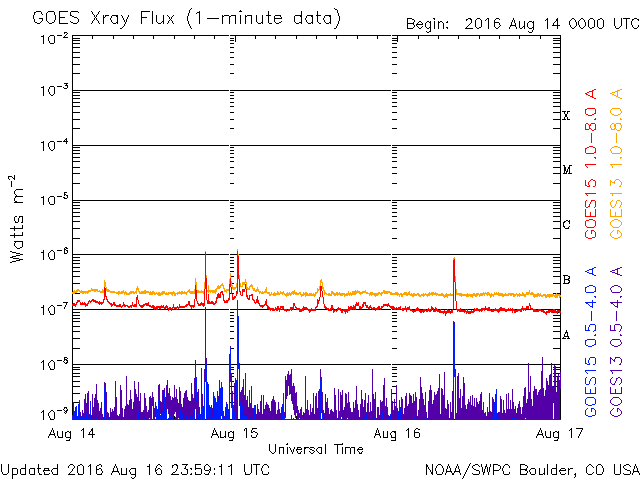 GOES Xray Flux (1-minute data)
Begin: 2016 Aug 14 0000 UTC
10-2
10-3
10-4
10-5
10-6
10-7
10-8
10-9
Watts m-2
X
M
C
B
A
GOES15 1.0-8.0 A
GOES13 1.0-8.0 A
GOES15 0.5-4.0 A
GOES13 0.5-4.0 A
Aug 14
Aug 15
Aug 16
Aug 17
Universal Time
Updated 2016 Aug 16 23:59:11 UTC
NOAA/SWPC Boulder, CO USA